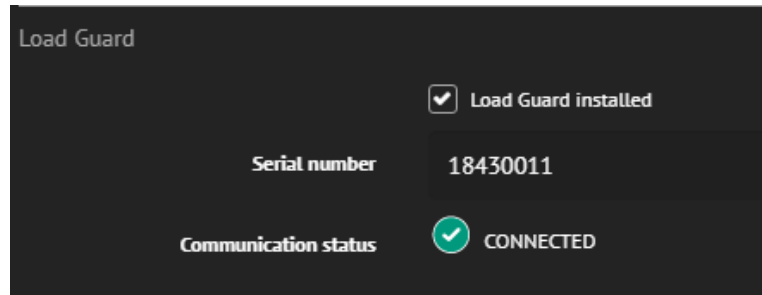 Load Guard
Load Guard installed
Serial number 18430011
Communication status CONNECTED